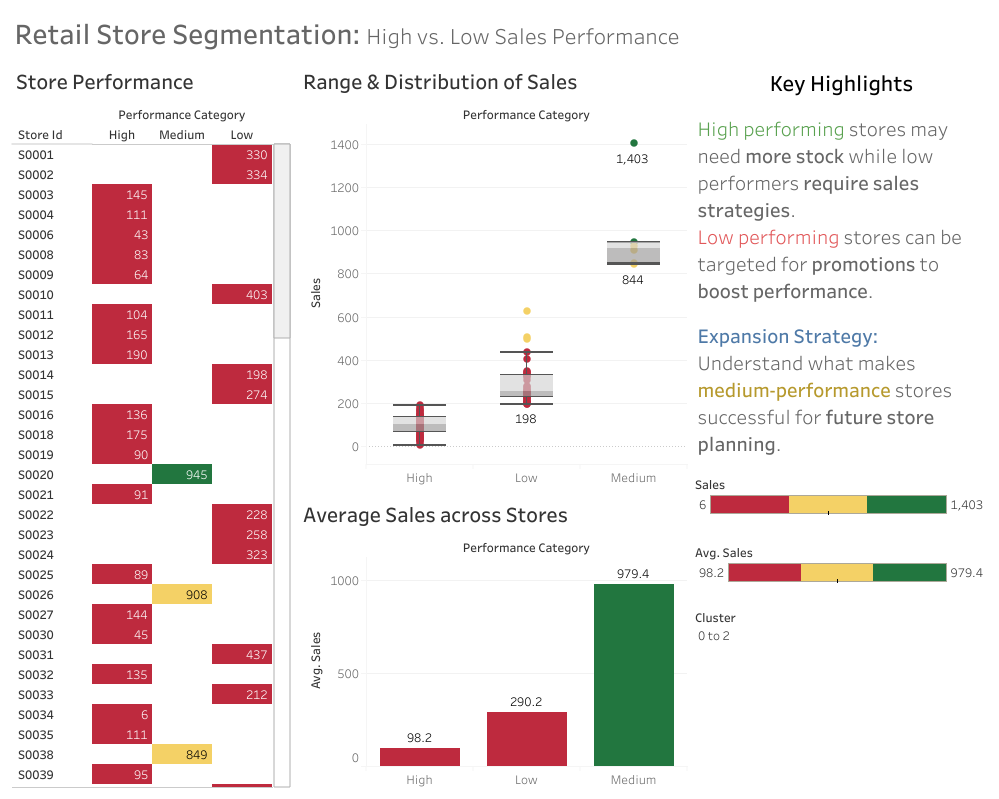 Retail Store Segmentation: High vs. Low Sales Performance
Store Performance
Performance Category
Store Id High Medium Low
S0001 330
S0002 334
S0003 145
S0004 111
S0006 43
S0008 83
S0009 64
S0010 403
S0011 104
S0012 165
S0013 190
S0014 198
S0015 274
S0016 136
S0018 175
S0019 90
S0020 945
S0021 91
S0022 228
S0023 258
S0024 323
S0025 89
S0026 908
S0027 144
S0030 45
S0031 437
S0032 135
S0033 212
S0034 6
S0035 111
S0038 849
S0039 95
Range & Distribution of Sales
Performance Category
Sales
1400
1200
1000
800
600
400
200
0
1,403
844
198
High Low Medium
Average Sales across Stores
Performance Category
Avg. Sales
1000
500
0
98.2
290.2
979.4
High Low Medium
Key Highlights
High performing stores may
need more stock while low
performers require sales
strategies.
Low performing stores can be
targeted for promotions to
boost performance.
Expansion Strategy:
Understand what makes
medium-performance stores
successful for future store
planning.
Sales
6 1,403
Avg. Sales
98.2 979.4
Cluster
0 to 2